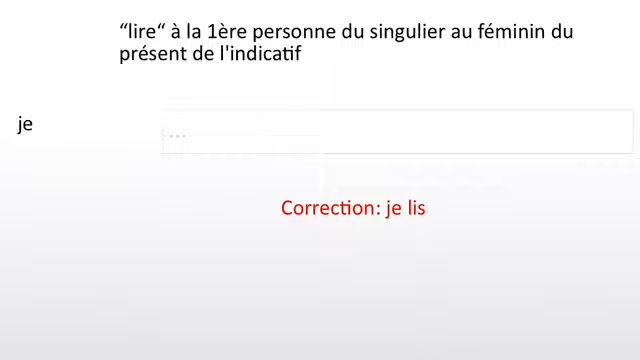 “lire“ à la 1ère personne du singulier au féminin du
présent de l'indicatif
je
....
Correction: je lis